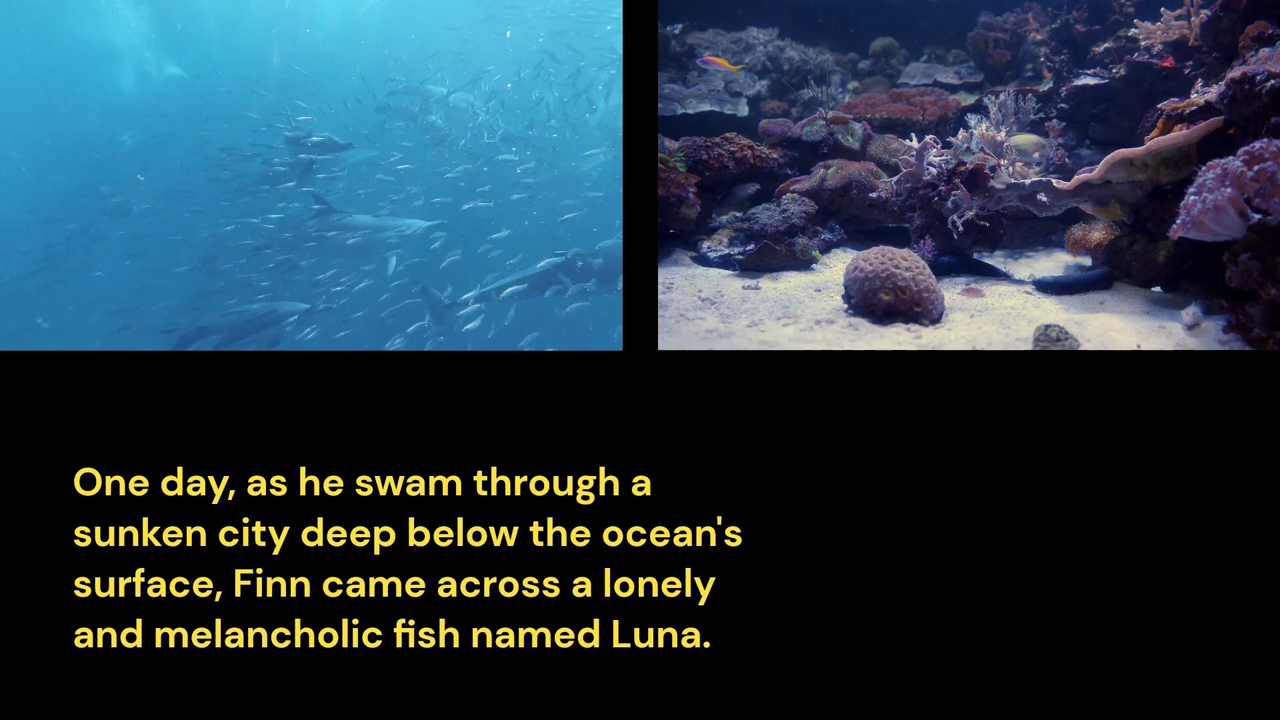 One day, as he swam through a
sunken city deep below the ocean's
surface, Finn came across a lonely
and melancholic fish named Luna.